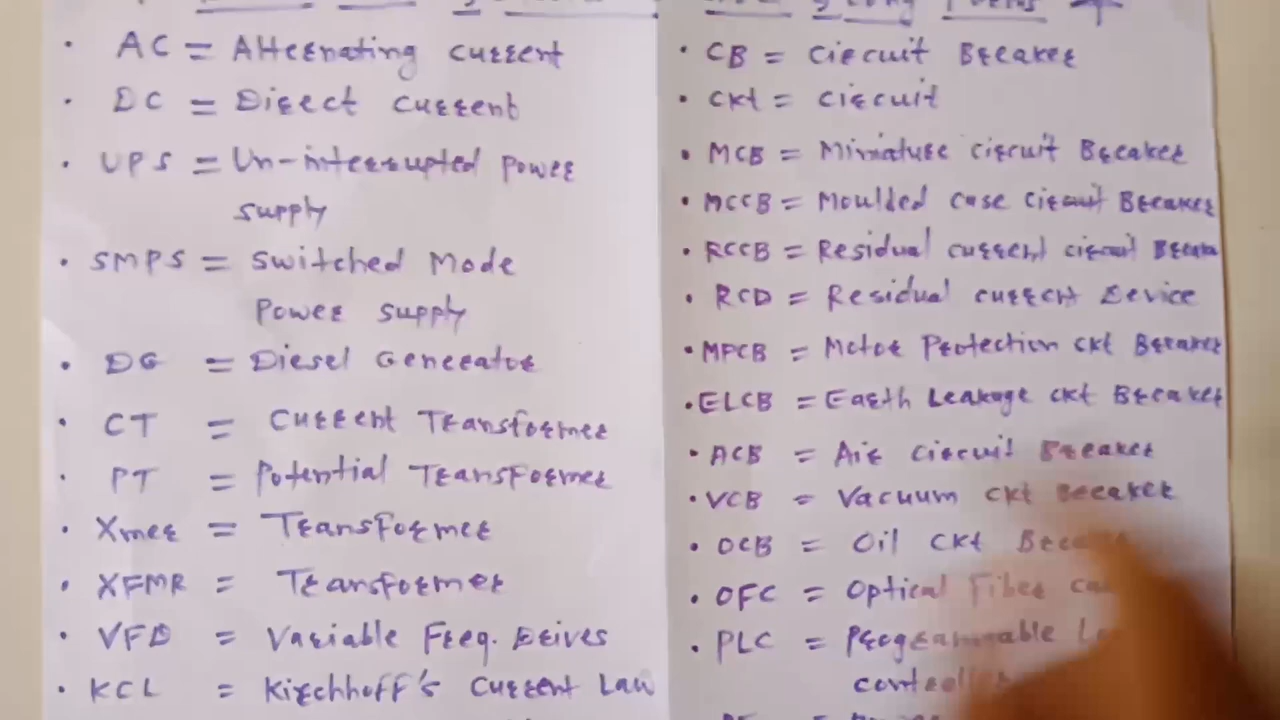 • AC = Alternating current
• DC = Direct current
• UPS = Un-interrupted Power
supply
• SMPS = Switched Mode
Power supply
• DG = Diesel Generator
• CT = Current Transformer
• PT = Potential Transformer
• Xmer = Transformer
• XFMR = Transformer
• VFD = Variable Freq. Drives
• KCL = Kirchhoff's Current Law
• CB = Circuit Breaker
• Ckt = Circuit
• MCB = Miniature circuit Breaker
• MCCB = Moulded case circuit Breaker
• RCCB = Residual current circuit
• RCD = Residual current Device
• MPCB = Motor Protection ckt Breaker
• ELCB = Earth Leakage ckt Breaker
• ACB = Air circuit Breaker
• VCB = Vacuum ckt Breaker
• OCB = Oil ckt
• OFC = Optical Fiber
• PLC = Programmable